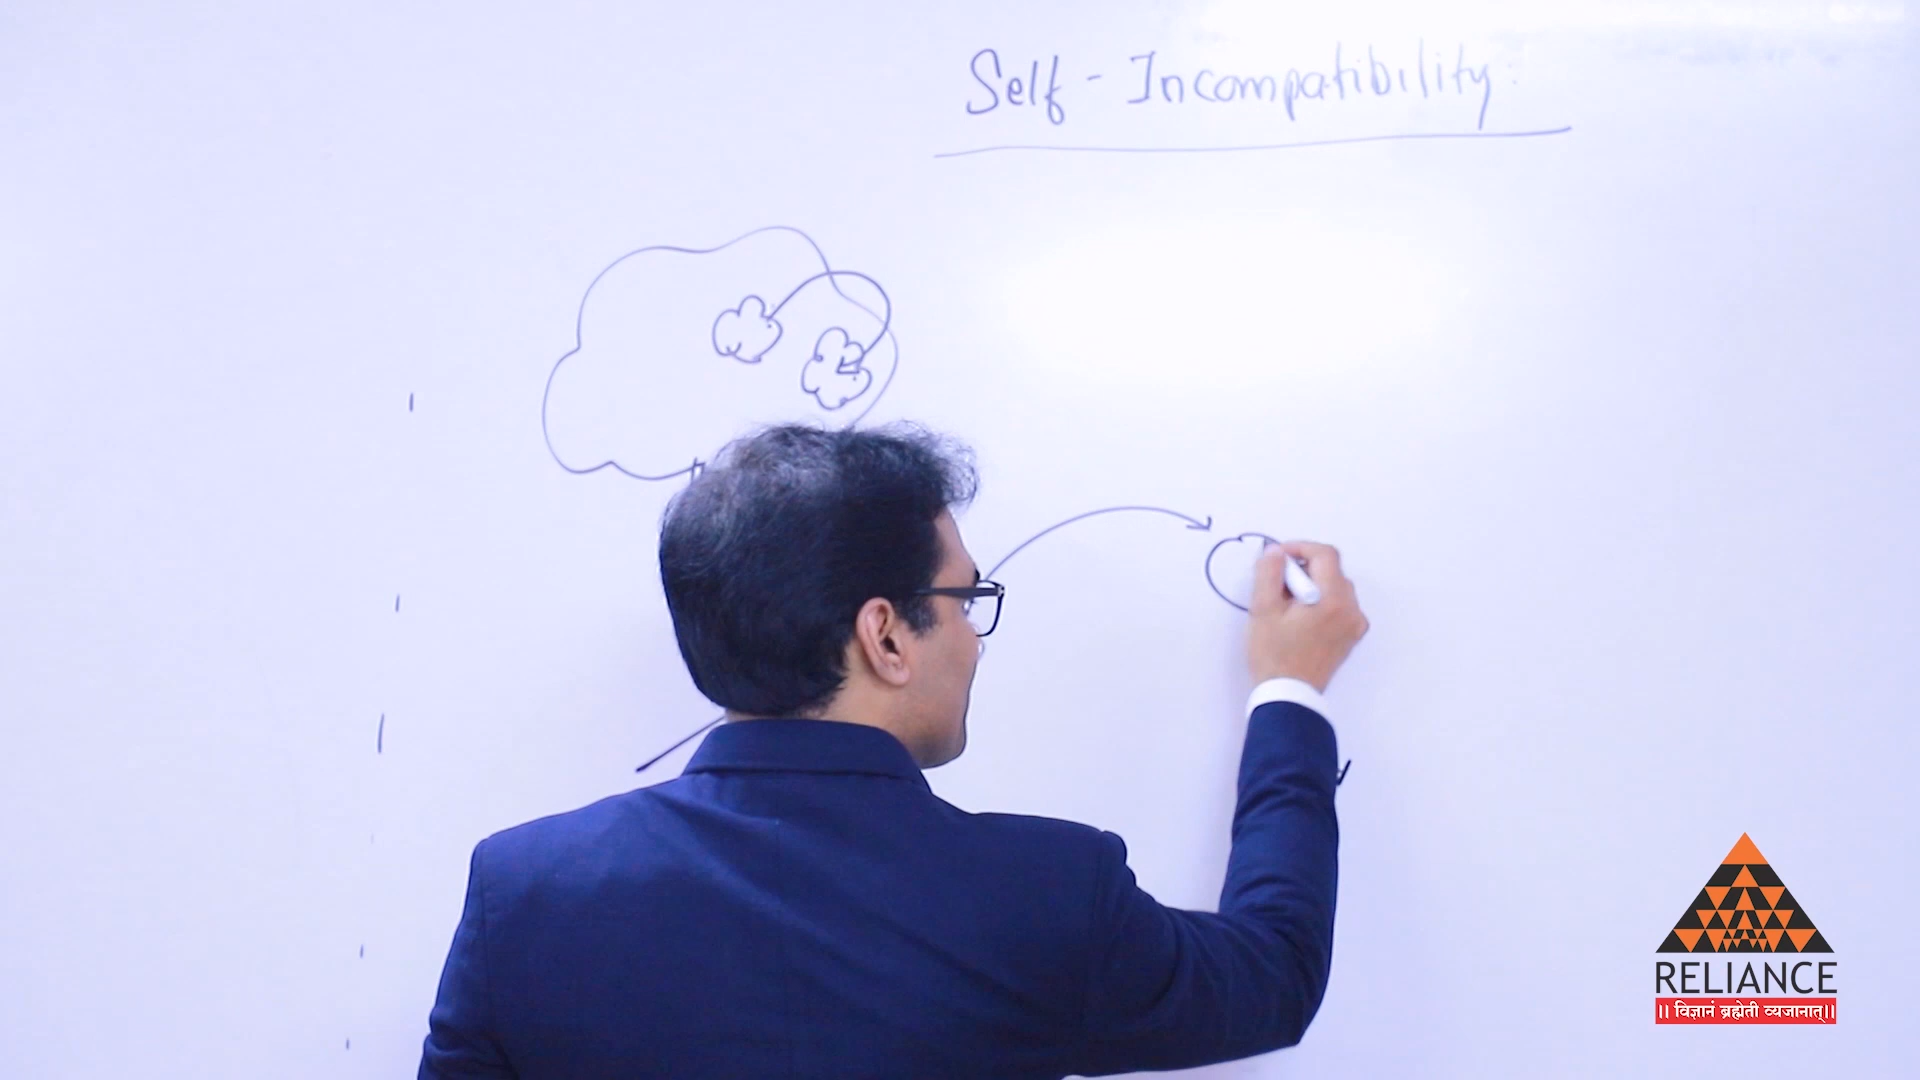 Self - Incompatibility :
RELIANCE
|| विज्ञानं ब्रह्मेती व्यजानात् ||